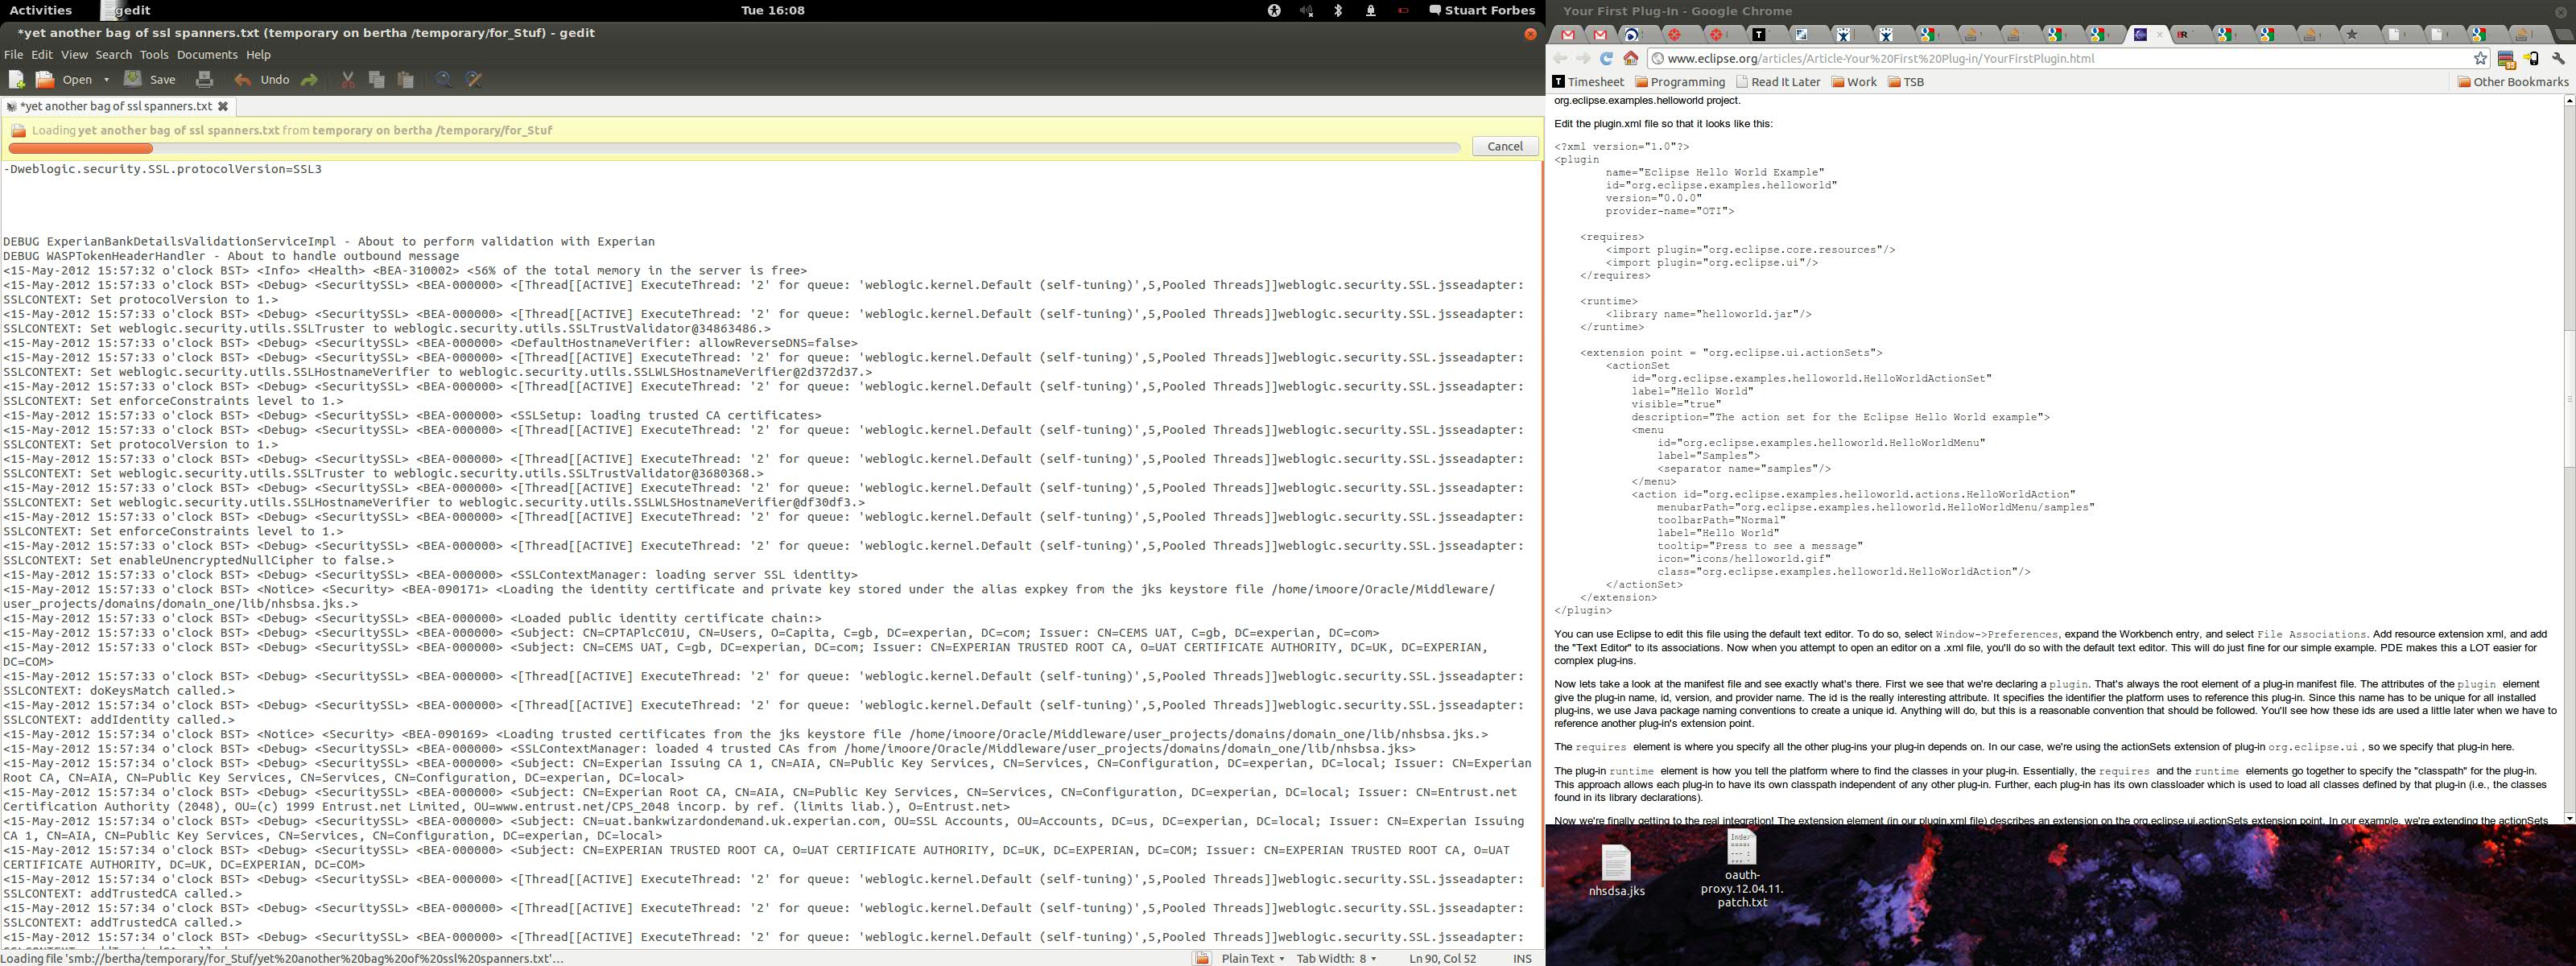 Activities
gedit
Tue 16:08
Stuart Forbes
*yet another bag of ssl spanners.txt (temporary on bertha /temporary/for_Stuf) - gedit
File Edit View Search Tools Documents Help
Open Save Undo
*yet another bag of ssl spanners.txt
Loading yet another bag of ssl spanners.txt from temporary on bertha /temporary/for_Stuf
Cancel
-Dweblogic.security.SSL.protocolVersion=SSL3
DEBUG ExperianBankDetailsValidationServiceImpl - About to perform validation with Experian
DEBUG WASPTokenHeaderHandler - About to handle outbound message
<15-May-2012 15:57:32 o'clock BST> <Info> <Health> <BEA-310002> <56% of the total memory in the server is free>
<15-May-2012 15:57:33 o'clock BST> <Debug> <SecuritySSL> <BEA-000000> <[Thread[[ACTIVE] ExecuteThread: '2' for queue: 'weblogic.kernel.Default (self-tuning)',5,Pooled Threads]]weblogic.security.SSL.jsseadapter:
SSLCONTEXT: Set protocolVersion to 1.>
<15-May-2012 15:57:33 o'clock BST> <Debug> <SecuritySSL> <BEA-000000> <[Thread[[ACTIVE] ExecuteThread: '2' for queue: 'weblogic.kernel.Default (self-tuning)',5,Pooled Threads]]weblogic.security.SSL.jsseadapter:
SSLCONTEXT: Set weblogic.security.utils.SSLTruster to weblogic.security.utils.SSLTrustValidator@34863486.>
<15-May-2012 15:57:33 o'clock BST> <Debug> <SecuritySSL> <BEA-000000> <DefaultHostnameVerifier: allowReverseDNS=false>
<15-May-2012 15:57:33 o'clock BST> <Debug> <SecuritySSL> <BEA-000000> <[Thread[[ACTIVE] ExecuteThread: '2' for queue: 'weblogic.kernel.Default (self-tuning)',5,Pooled Threads]]weblogic.security.SSL.jsseadapter:
SSLCONTEXT: Set weblogic.security.utils.SSLHostnameVerifier to weblogic.security.utils.SSLWLSHostnameVerifier@2d372d37.>
<15-May-2012 15:57:33 o'clock BST> <Debug> <SecuritySSL> <BEA-000000> <[Thread[[ACTIVE] ExecuteThread: '2' for queue: 'weblogic.kernel.Default (self-tuning)',5,Pooled Threads]]weblogic.security.SSL.jsseadapter:
SSLCONTEXT: Set enforceConstraints level to 1.>
<15-May-2012 15:57:33 o'clock BST> <Debug> <SecuritySSL> <BEA-000000> <SSLSetup: loading trusted CA certificates>
<15-May-2012 15:57:33 o'clock BST> <Debug> <SecuritySSL> <BEA-000000> <[Thread[[ACTIVE] ExecuteThread: '2' for queue: 'weblogic.kernel.Default (self-tuning)',5,Pooled Threads]]weblogic.security.SSL.jsseadapter:
SSLCONTEXT: Set protocolVersion to 1.>
<15-May-2012 15:57:33 o'clock BST> <Debug> <SecuritySSL> <BEA-000000> <[Thread[[ACTIVE] ExecuteThread: '2' for queue: 'weblogic.kernel.Default (self-tuning)',5,Pooled Threads]]weblogic.security.SSL.jsseadapter:
SSLCONTEXT: Set weblogic.security.utils.SSLTruster to weblogic.security.utils.SSLTrustValidator@3680368.>
<15-May-2012 15:57:33 o'clock BST> <Debug> <SecuritySSL> <BEA-000000> <[Thread[[ACTIVE] ExecuteThread: '2' for queue: 'weblogic.kernel.Default (self-tuning)',5,Pooled Threads]]weblogic.security.SSL.jsseadapter:
SSLCONTEXT: Set weblogic.security.utils.SSLHostnameVerifier to weblogic.security.utils.SSLWLSHostnameVerifier@df30df3.>
<15-May-2012 15:57:33 o'clock BST> <Debug> <SecuritySSL> <BEA-000000> <[Thread[[ACTIVE] ExecuteThread: '2' for queue: 'weblogic.kernel.Default (self-tuning)',5,Pooled Threads]]weblogic.security.SSL.jsseadapter:
SSLCONTEXT: Set enforceConstraints level to 1.>
<15-May-2012 15:57:33 o'clock BST> <Debug> <SecuritySSL> <BEA-000000> <[Thread[[ACTIVE] ExecuteThread: '2' for queue: 'weblogic.kernel.Default (self-tuning)',5,Pooled Threads]]weblogic.security.SSL.jsseadapter:
SSLCONTEXT: Set enableUnencryptedNullCipher to false.>
<15-May-2012 15:57:33 o'clock BST> <Debug> <SecuritySSL> <BEA-000000> <SSLContextManager: loading server SSL identity>
<15-May-2012 15:57:33 o'clock BST> <Notice> <Security> <BEA-090171> <Loading the identity certificate and private key stored under the alias expkey from the jks keystore file /home/imoore/Oracle/Middleware/
user_projects/domains/domain_one/lib/nhsbsa.jks.>
<15-May-2012 15:57:33 o'clock BST> <Debug> <SecuritySSL> <BEA-000000> <Loaded public identity certificate chain:>
<15-May-2012 15:57:33 o'clock BST> <Debug> <SecuritySSL> <BEA-000000> <Subject: CN=CPTAPlcC01U, CN=Users, O=Capita, C=gb, DC=experian, DC=com; Issuer: CN=CEMS UAT, C=gb, DC=experian, DC=com>
<15-May-2012 15:57:33 o'clock BST> <Debug> <SecuritySSL> <BEA-000000> <Subject: CN=CEMS UAT, C=gb, DC=experian, DC=com; Issuer: CN=EXPERIAN TRUSTED ROOT CA, O=UAT CERTIFICATE AUTHORITY, DC=UK, DC=EXPERIAN,
DC=COM>
<15-May-2012 15:57:33 o'clock BST> <Debug> <SecuritySSL> <BEA-000000> <[Thread[[ACTIVE] ExecuteThread: '2' for queue: 'weblogic.kernel.Default (self-tuning)',5,Pooled Threads]]weblogic.security.SSL.jsseadapter:
SSLCONTEXT: doKeysMatch called.>
<15-May-2012 15:57:34 o'clock BST> <Debug> <SecuritySSL> <BEA-000000> <[Thread[[ACTIVE] ExecuteThread: '2' for queue: 'weblogic.kernel.Default (self-tuning)',5,Pooled Threads]]weblogic.security.SSL.jsseadapter:
SSLCONTEXT: addIdentity called.>
<15-May-2012 15:57:34 o'clock BST> <Notice> <Security> <BEA-090169> <Loading trusted certificates from the jks keystore file /home/imoore/Oracle/Middleware/user_projects/domains/domain_one/lib/nhsbsa.jks.>
<15-May-2012 15:57:34 o'clock BST> <Debug> <SecuritySSL> <BEA-000000> <SSLContextManager: loaded 4 trusted CAs from /home/imoore/Oracle/Middleware/user_projects/domains/domain_one/lib/nhsbsa.jks>
<15-May-2012 15:57:34 o'clock BST> <Debug> <SecuritySSL> <BEA-000000> <Subject: CN=Experian Issuing CA 1, CN=AIA, CN=Public Key Services, CN=Services, CN=Configuration, DC=experian, DC=local; Issuer: CN=Experian
Root CA, CN=AIA, CN=Public Key Services, CN=Services, CN=Configuration, DC=experian, DC=local>
<15-May-2012 15:57:34 o'clock BST> <Debug> <SecuritySSL> <BEA-000000> <Subject: CN=Experian Root CA, CN=AIA, CN=Public Key Services, CN=Services, CN=Configuration, DC=experian, DC=local; Issuer: CN=Entrust.net
Certification Authority (2048), OU=(c) 1999 Entrust.net Limited, OU=www.entrust.net/CPS_2048 incorp. by ref. (limits liab.), O=Entrust.net>
<15-May-2012 15:57:34 o'clock BST> <Debug> <SecuritySSL> <BEA-000000> <Subject: CN=uat.bankwizardondemand.uk.experian.com, OU=SSL Accounts, OU=Accounts, DC=us, DC=experian, DC=local; Issuer: CN=Experian Issuing
CA 1, CN=AIA, CN=Public Key Services, CN=Services, CN=Configuration, DC=experian, DC=local>
<15-May-2012 15:57:34 o'clock BST> <Debug> <SecuritySSL> <BEA-000000> <Subject: CN=EXPERIAN TRUSTED ROOT CA, O=UAT CERTIFICATE AUTHORITY, DC=UK, DC=EXPERIAN, DC=COM; Issuer: CN=EXPERIAN TRUSTED ROOT CA, O=UAT
CERTIFICATE AUTHORITY, DC=UK, DC=EXPERIAN, DC=COM>
<15-May-2012 15:57:34 o'clock BST> <Debug> <SecuritySSL> <BEA-000000> <[Thread[[ACTIVE] ExecuteThread: '2' for queue: 'weblogic.kernel.Default (self-tuning)',5,Pooled Threads]]weblogic.security.SSL.jsseadapter:
SSLCONTEXT: addTrustedCA called.>
<15-May-2012 15:57:34 o'clock BST> <Debug> <SecuritySSL> <BEA-000000> <[Thread[[ACTIVE] ExecuteThread: '2' for queue: 'weblogic.kernel.Default (self-tuning)',5,Pooled Threads]]weblogic.security.SSL.jsseadapter:
SSLCONTEXT: addTrustedCA called.>
<15-May-2012 15:57:34 o'clock BST> <Debug> <SecuritySSL> <BEA-000000> <[Thread[[ACTIVE] ExecuteThread: '2' for queue: 'weblogic.kernel.Default (self-tuning)',5,Pooled Threads]]weblogic.security.SSL.jsseadapter:
Loading file 'smb://bertha/temporary/for_Stuf/yet%20another%20bag%20of%20ssl%20spanners.txt'...
Plain Text
Tab Width: 8
Ln 90, Col 52
INS
Your First Plug-In - Google Chrome
www.eclipse.org/articles/Article-Your%20First%20Plug-in/YourFirstPlugin.html
Timesheet Programming Read It Later Work TSB Other Bookmarks
org.eclipse.examples.helloworld project.
Edit the plugin.xml file so that it looks like this:
<?xml version="1.0"?>
<plugin
name="Eclipse Hello World Example"
id="org.eclipse.examples.helloworld"
version="0.0.0"
provider-name="OTI">
<requires>
<import plugin="org.eclipse.core.resources"/>
<import plugin="org.eclipse.ui"/>
</requires>
<runtime>
<library name="helloworld.jar"/>
</runtime>
<extension point = "org.eclipse.ui.actionSets">
<actionSet
id="org.eclipse.examples.helloworld.HelloWorldActionSet"
label="Hello World"
visible="true"
description="The action set for the Eclipse Hello World example">
<menu
id="org.eclipse.examples.helloworld.HelloWorldMenu"
label="Samples">
<separator name="samples"/>
</menu>
<action id="org.eclipse.examples.helloworld.actions.HelloWorldAction"
menubarPath="org.eclipse.examples.helloworld.HelloWorldMenu/samples"
toolbarPath="Normal"
label="Hello World"
tooltip="Press to see a message"
icon="icons/helloworld.gif"
class="org.eclipse.examples.helloworld.HelloWorldAction"/>
</actionSet>
</extension>
</plugin>
You can use Eclipse to edit this file using the default text editor. To do so, select Window->Preferences, expand the Workbench entry, and select File Associations. Add resource extension xml, and add
the "Text Editor" to its associations. Now when you attempt to open an editor on a .xml file, you'll do so with the default text editor. This will do just fine for our simple example. PDE makes this a LOT easier for
complex plug-ins.
Now lets take a look at the manifest file and see exactly what's there. First we see that we're declaring a plugin. That's always the root element of a plug-in manifest file. The attributes of the plugin element
give the plug-in name, id, version, and provider name. The id is the really interesting attribute. It specifies the identifier the platform uses to reference this plug-in. Since this name has to be unique for all installed
plug-ins, we use Java package naming conventions to create a unique id. Anything will do, but this is a reasonable convention that should be followed. You'll see how these ids are used a little later when we have to
reference another plug-in's extension point.
The requires element is where you specify all the other plug-ins your plug-in depends on. In our case, we're using the actionSets extension of plug-in org.eclipse.ui , so we specify that plug-in here.
The plug-in runtime element is how you tell the platform where to find the classes in your plug-in. Essentially, the requires and the runtime elements go together to specify the "classpath" for the plug-in.
This approach allows each plug-in to have its own classpath independent of any other plug-in. Further, each plug-in has its own classloader which is used to load all classes defined by that plug-in (i.e., the classes
found in its library declarations).
Now we're finally getting to the real integration! The extension element (in our plugin.xml file) describes an extension on the org.eclipse.ui.actionSets extension point. In our example, we're extending the actionSets
nhsdsa.jks
oauth-
proxy.12.04.11.
patch.txt